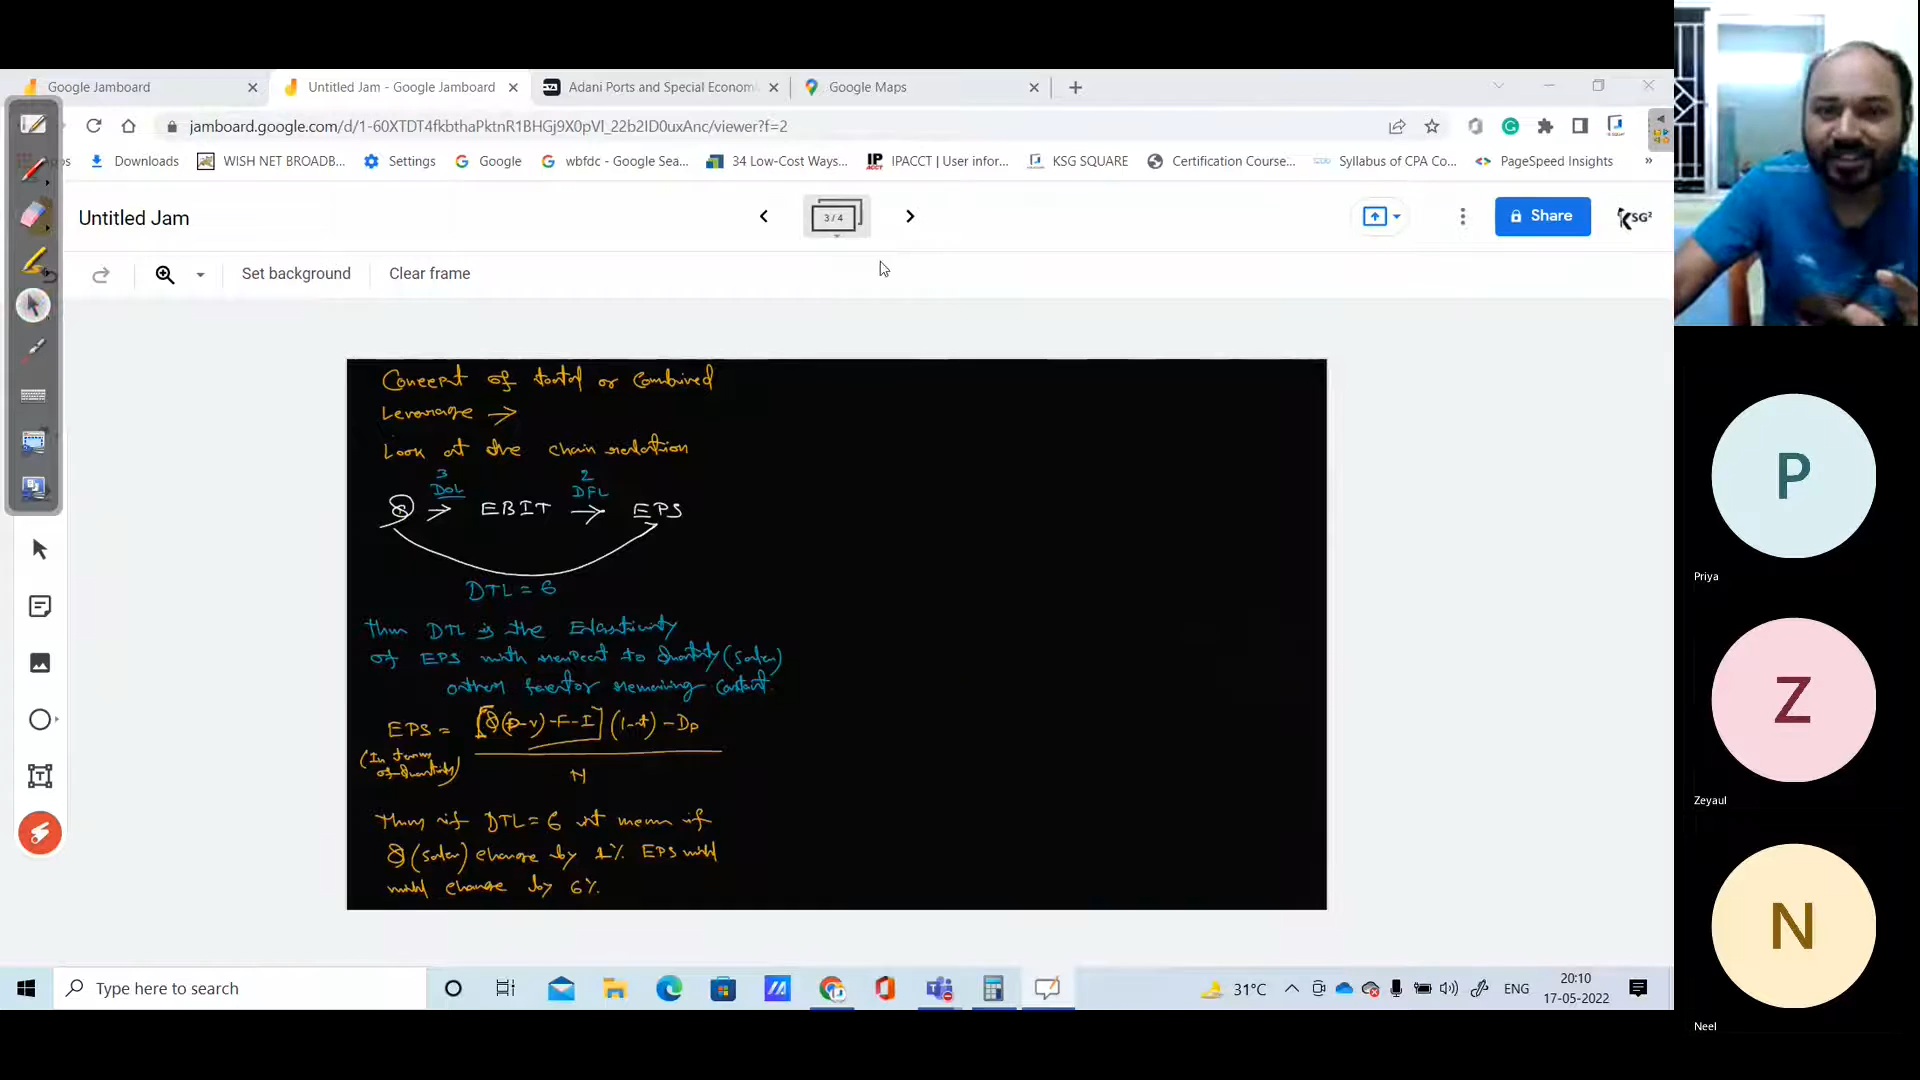 Google Jamboard
Untitled Jam - Google Jamboard
Adani Ports and Special Econom
Google Maps
jamboard.google.com/d/1-60XTDT4fkbthaPktnR1BHGj9X0pVl_22b2ID0uxAnc/viewer?f=2
Apps
Downloads
WISH NET BROADB...
Settings
Google
wbfdc - Google Sea...
34 Low-Cost Ways...
IPACCT | User infor...
KSG SQUARE
Certification Course...
Syllabus of CPA Co...
PageSpeed Insights
»
Untitled Jam
3 / 4
Share
KSG²
Set background
Clear frame
Concept of total or Combined
Leverage →
Look at the chain relation
3
2
DOL
DFL
Q → EBIT → EPS
DTL = 6
Thus DTL is the Elasticity
of EPS with respect to Quantity (Sales)
other factor remaining Constant.
EPS = [Q(P-v)-F-I] (1-t) - Dp
(In terms
of Quantity)
N
Thus if DTL = 6 it mean if
Q (Sales) change by 1% EPS will
will change by 6%.
Priya
Zeyaul
Neel
P
Z
N
Type here to search
31°C
ENG
20:10
17-05-2022